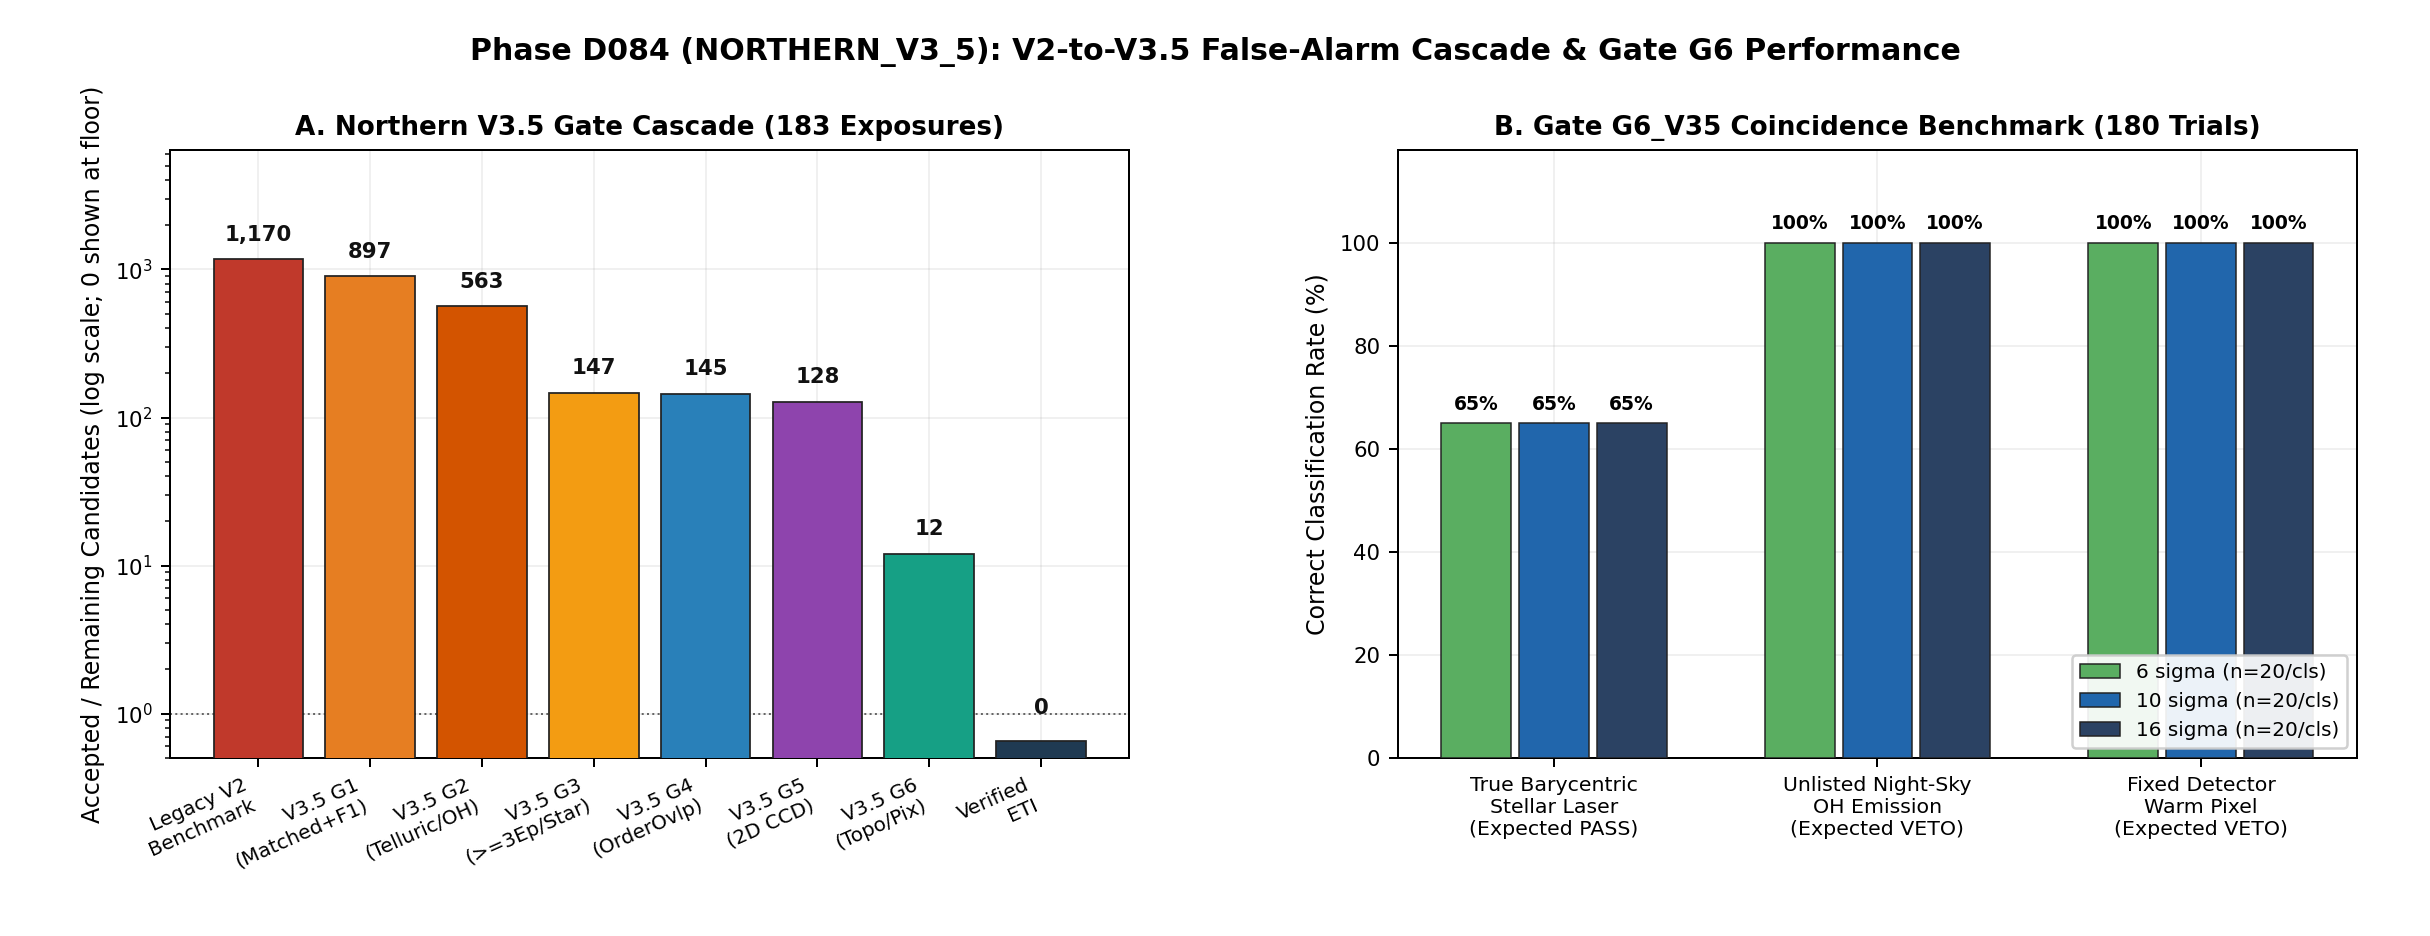 Phase D084 (NORTHERN_V3_5): V2-to-V3.5 False-Alarm Cascade & Gate G6 Performance
A. Northern V3.5 Gate Cascade (183 Exposures)
Accepted / Remaining Candidates (log scale; 0 shown at floor)
10³
10²
10¹
10⁰
1,170
897
563
147
145
128
12
0
Legacy V2
Benchmark
V3.5 G1
(Matched+F1)
V3.5 G2
(Telluric/OH)
V3.5 G3
(>=3Ep/Star)
V3.5 G4
(OrderOvlp)
V3.5 G5
(2D CCD)
V3.5 G6
(Topo/Pix)
Verified
ETI
B. Gate G6_V35 Coincidence Benchmark (180 Trials)
Correct Classification Rate (%)
100
80
60
40
20
0
65% 65% 65%
100% 100% 100%
100% 100% 100%
6 sigma (n=20/cls)
10 sigma (n=20/cls)
16 sigma (n=20/cls)
True Barycentric
Stellar Laser
(Expected PASS)
Unlisted Night-Sky
OH Emission
(Expected VETO)
Fixed Detector
Warm Pixel
(Expected VETO)